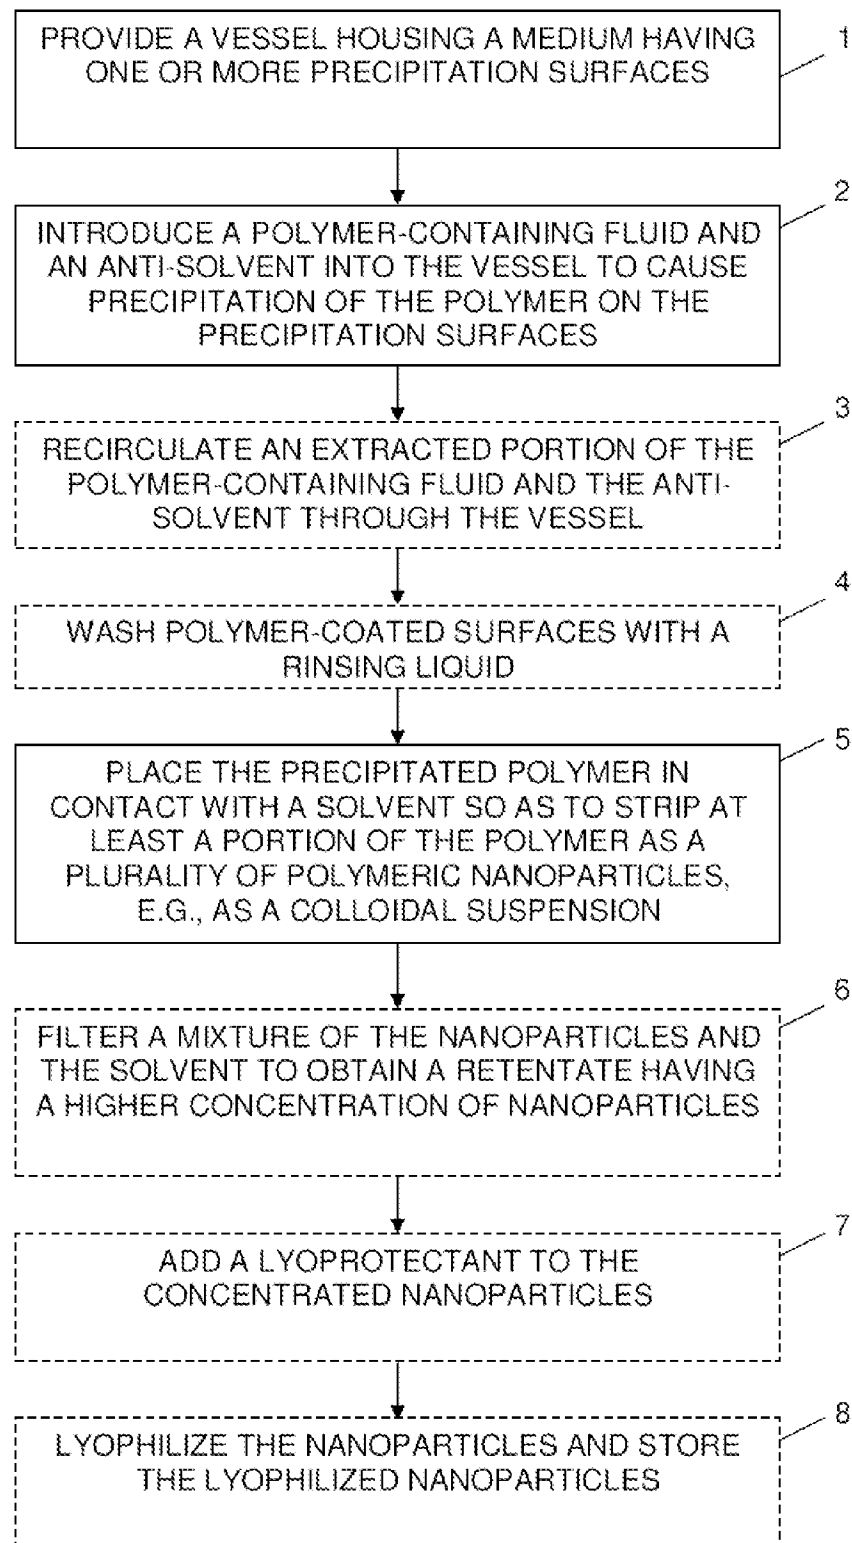 PROVIDE A VESSEL HOUSING A MEDIUM HAVING
ONE OR MORE PRECIPITATION SURFACES
1
INTRODUCE A POLYMER-CONTAINING FLUID AND
AN ANTI-SOLVENT INTO THE VESSEL TO CAUSE
PRECIPITATION OF THE POLYMER ON THE
PRECIPITATION SURFACES
2
RECIRCULATE AN EXTRACTED PORTION OF THE
POLYMER-CONTAINING FLUID AND THE ANTI-
SOLVENT THROUGH THE VESSEL
3
WASH POLYMER-COATED SURFACES WITH A
RINSING LIQUID
4
PLACE THE PRECIPITATED POLYMER IN
CONTACT WITH A SOLVENT SO AS TO STRIP AT
LEAST A PORTION OF THE POLYMER AS A
PLURALITY OF POLYMERIC NANOPARTICLES,
E.G., AS A COLLOIDAL SUSPENSION
5
FILTER A MIXTURE OF THE NANOPARTICLES AND
THE SOLVENT TO OBTAIN A RETENTATE HAVING
A HIGHER CONCENTRATION OF NANOPARTICLES
6
ADD A LYOPROTECTANT TO THE
CONCENTRATED NANOPARTICLES
7
LYOPHILIZE THE NANOPARTICLES AND STORE
THE LYOPHILIZED NANOPARTICLES
8